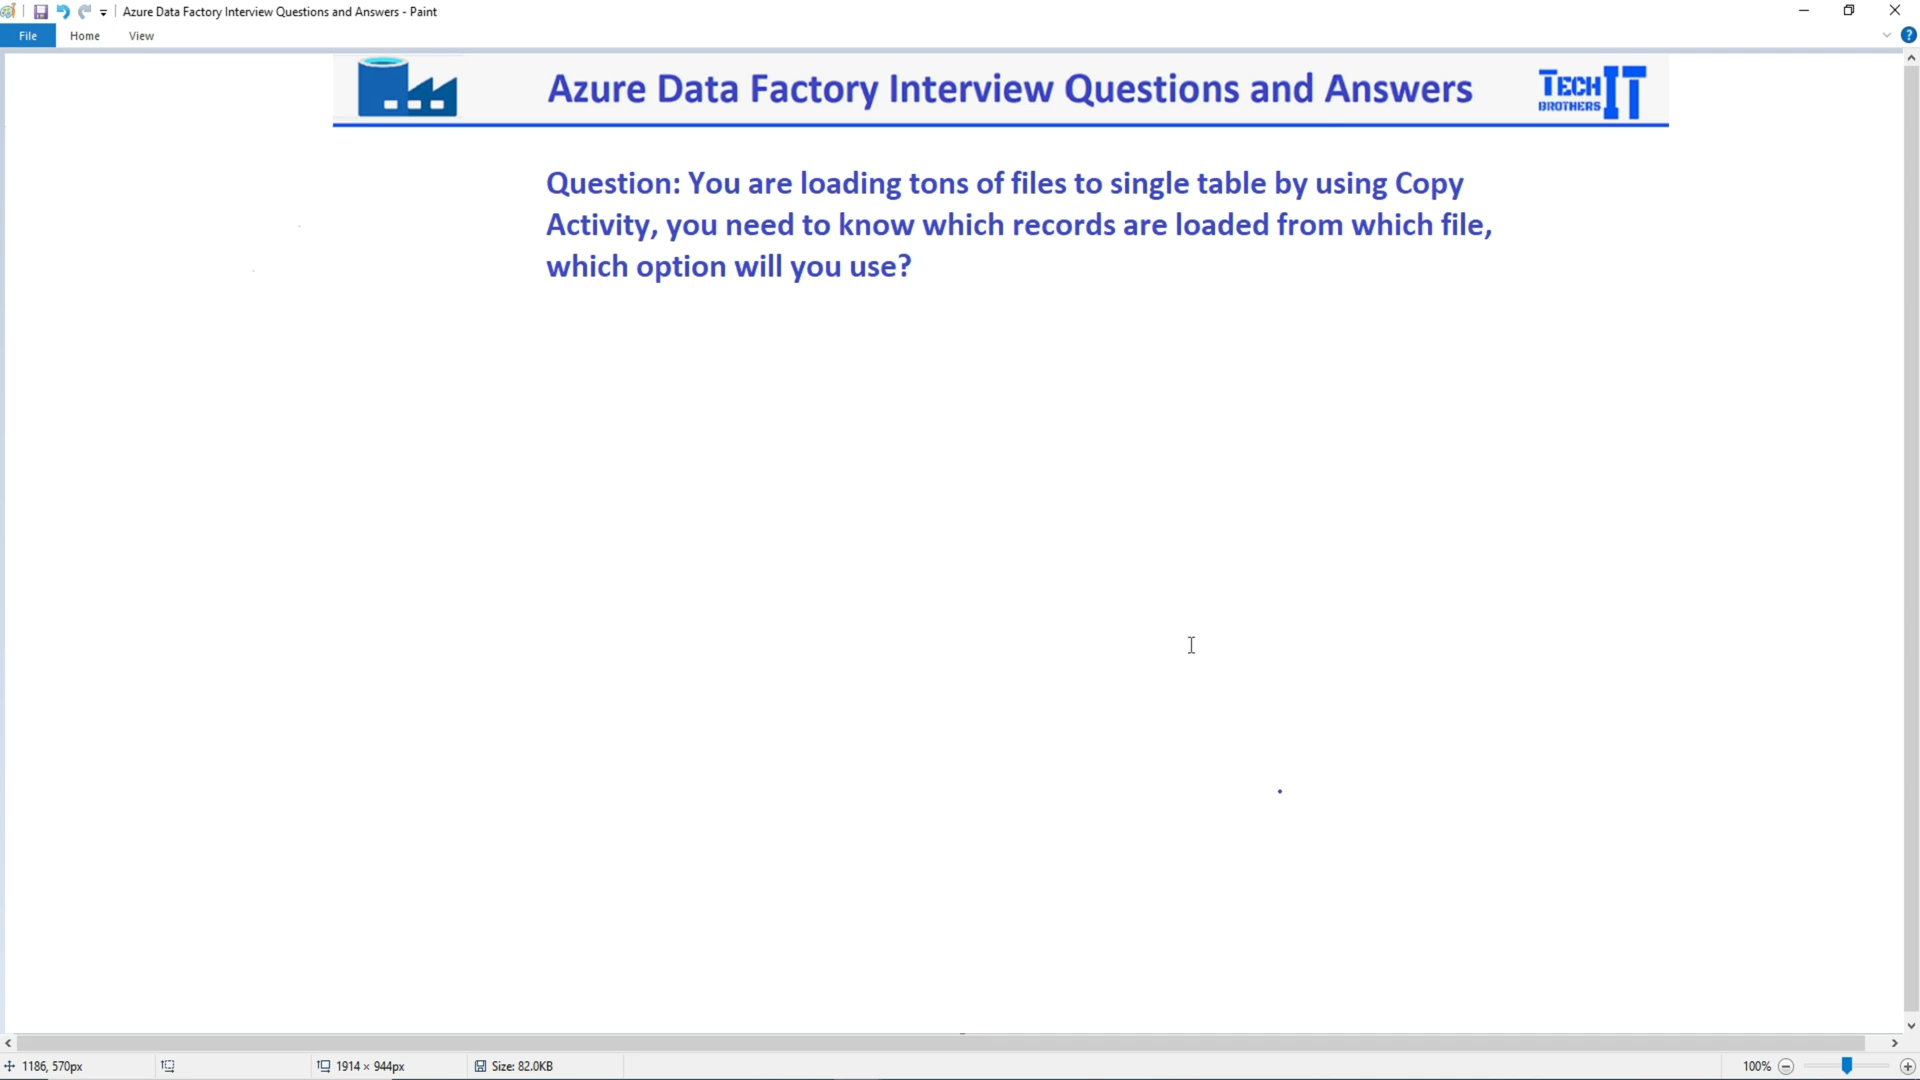 Azure Data Factory Interview Questions and Answers - Paint
File Home View
Azure Data Factory Interview Questions and Answers
TECH IT
BROTHERS
Question: You are loading tons of files to single table by using Copy
Activity, you need to know which records are loaded from which file,
which option will you use?
1186, 570px 1914 × 944px Size: 82.0KB 100%